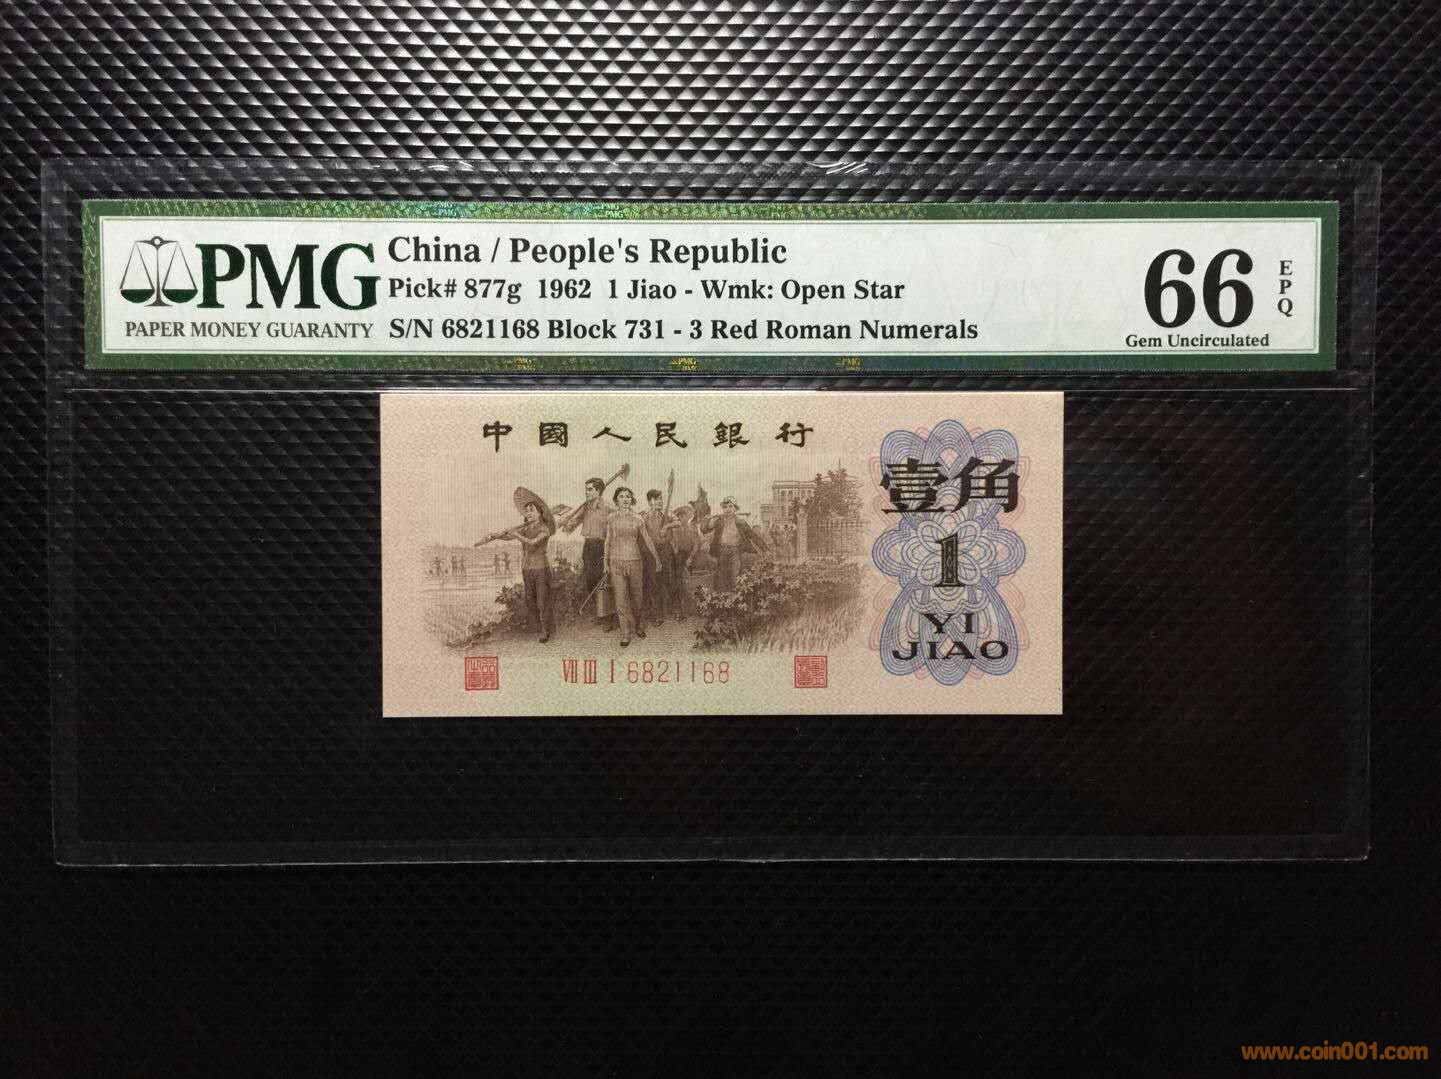 PMG
PAPER MONEY GUARANTY
China / People's Republic
Pick# 877g 1962 1 Jiao - Wmk: Open Star
S/N 6821168 Block 731 - 3 Red Roman Numerals
66
EPQ
Gem Uncirculated
中國人民銀行
壹角
1
YI
JIAO
VII III I 6821168
www.coin001.com